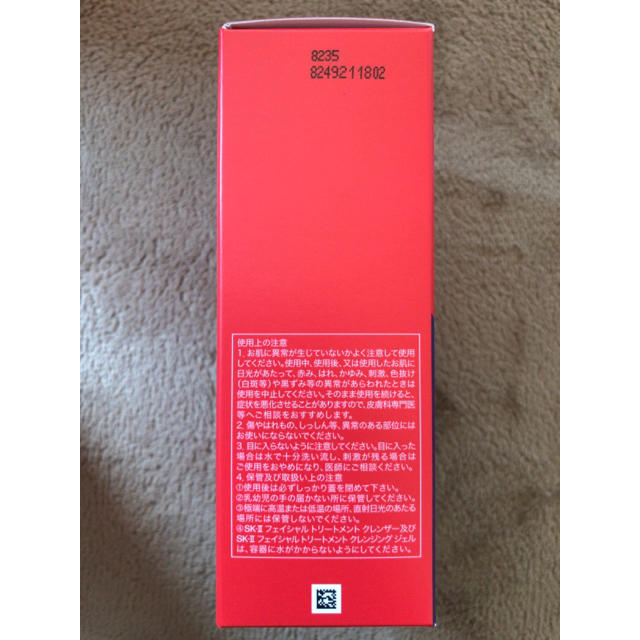 8235
8249211802
使用上の注意
1. お肌に異常が生じていないかよく注意して使用
してください。使用中、使用後、又は使用したお肌に
日光があたって、赤み、はれ、かゆみ、刺激、色抜け
(白斑等)や黒ずみ等の異常があらわれたときは
使用を中止してください。そのまま使用を続けると、
症状を悪化させることがありますので、皮膚科専門医
等へご相談をおすすめします。
2. 傷やはれもの、しっしん等、異常のある部位には
お使いにならないでください。
3. 目に入らないように注意してください。目に入った
場合は水で十分洗い流し、刺激が残る場合は
ご使用をおやめになり、医師にご相談ください。
4. 保管及び取扱い上の注意
①使用後は必ずしっかり蓋を閉めて下さい。
②乳幼児の手の届かない所に保管してください。
③極端に高温または低温の場所、直射日光のあたる
場所には保管しないでください。
④SK-Ⅱ フェイシャル トリートメント クレンザー及び
SK-Ⅱ フェイシャル トリートメント クレンジング ジェル
は、容器に水がかからないようにしてください。